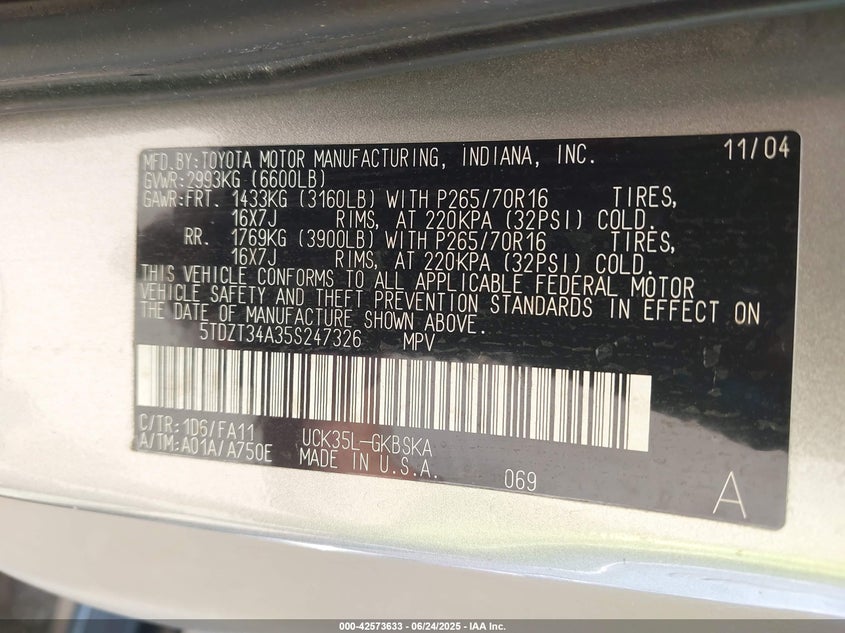 MFD.BY:TOYOTA MOTOR MANUFACTURING, INDIANA, INC. 11/04
GVWR:2993KG (6600LB)
GAWR:FRT. 1433KG (3160LB) WITH P265/70R16 TIRES,
16X7J RIMS, AT 220KPA (32PSI) COLD.
RR. 1769KG (3900LB) WITH P265/70R16 TIRES,
16X7J RIMS, AT 220KPA (32PSI) COLD.
THIS VEHICLE CONFORMS TO ALL APPLICABLE FEDERAL MOTOR
VEHICLE SAFETY AND THEFT PREVENTION STANDARDS IN EFFECT ON
THE DATE OF MANUFACTURE SHOWN ABOVE.
5TDZT34A35S247326 MPV
C/TR:1D6/FA11 UCK35L-GKBSKA
A/TM:A01A/A750E MADE IN U.S.A. 069
A
000-42573633 - 06/24/2025 - IAA Inc.